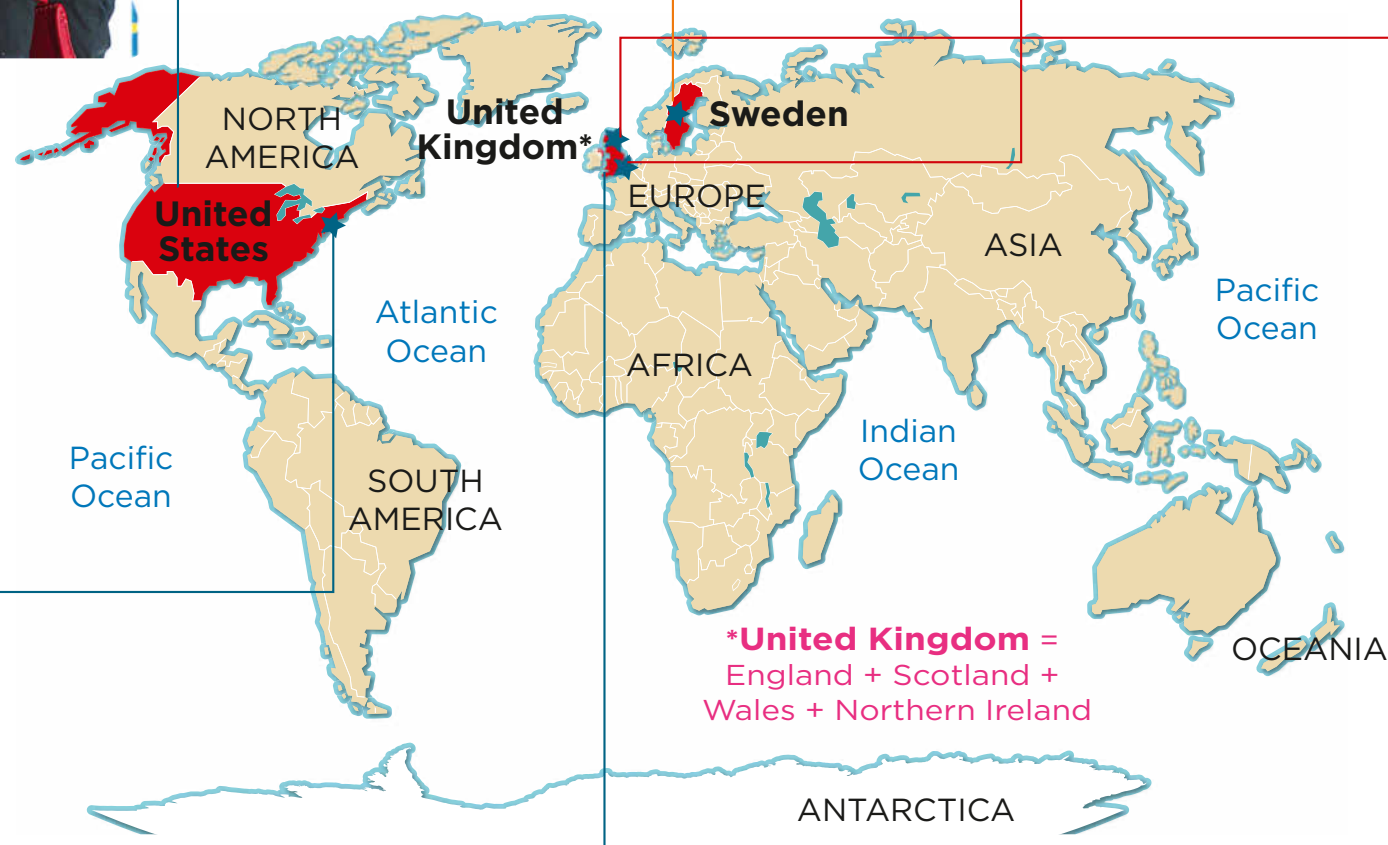 NORTH
AMERICA
United
Kingdom*
Sweden
EUROPE
United
States
ASIA
Atlantic
Ocean
Pacific
Ocean
AFRICA
Pacific
Ocean
SOUTH
AMERICA
Indian
Ocean
*United Kingdom =
England + Scotland +
Wales + Northern Ireland
OCEANIA
ANTARCTICA